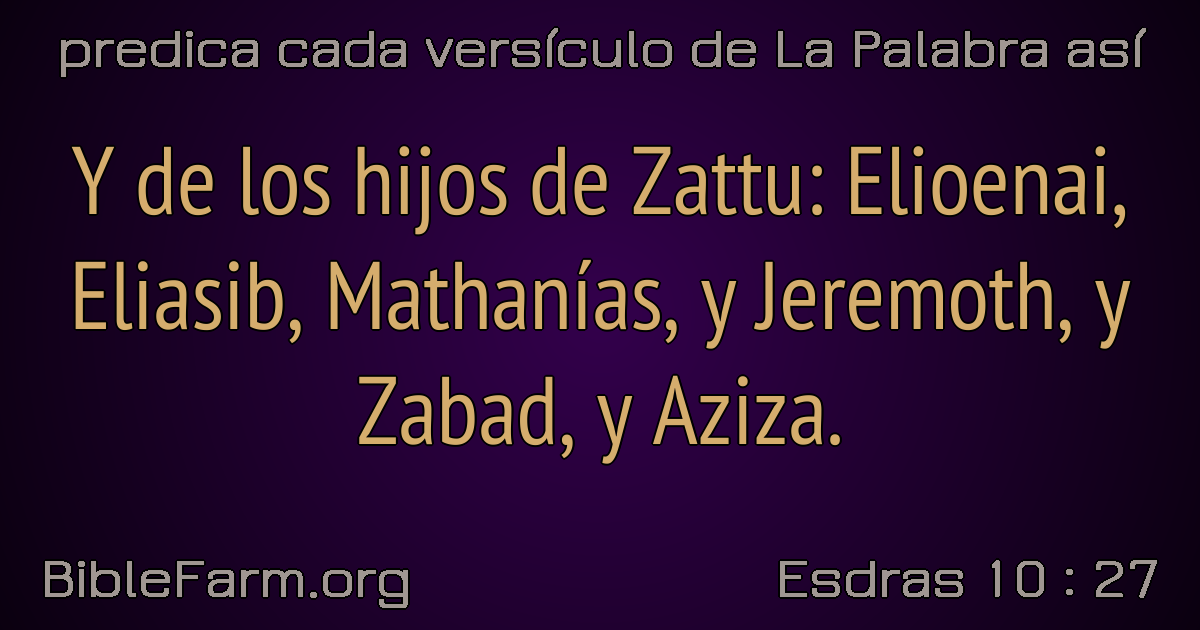 predica cada versículo de La Palabra así
Y de los hijos de Zattu: Elioenai,
Eliasib, Mathanías, y Jeremoth, y
Zabad, y Aziza.
BibleFarm.org
Esdras 10 : 27